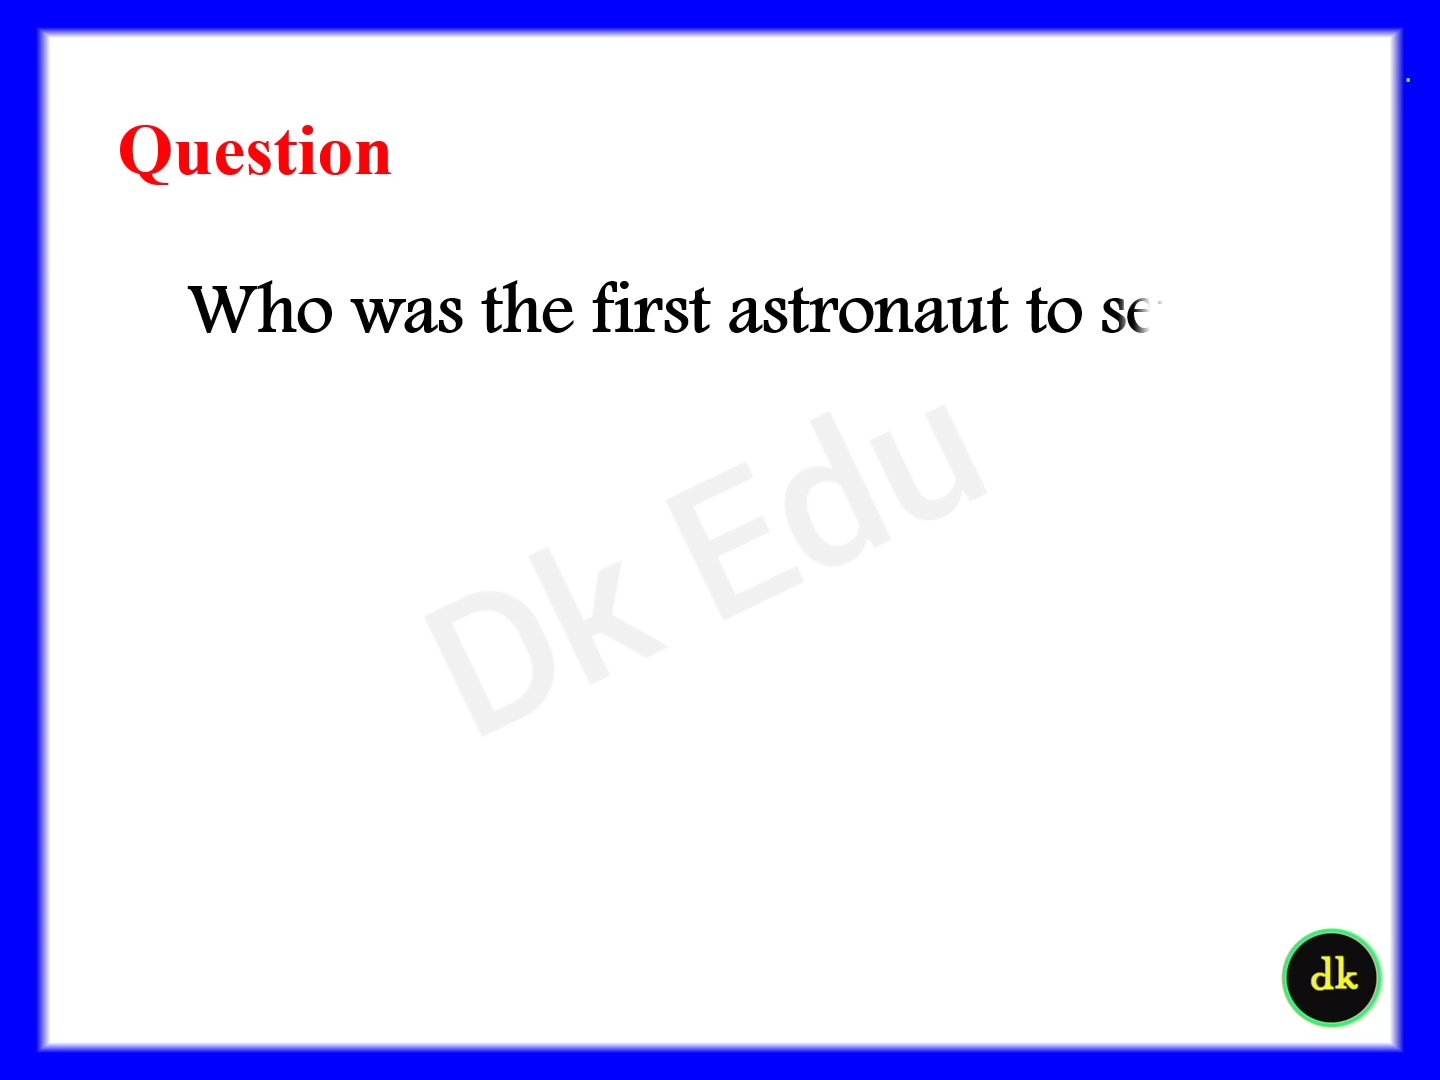 Question
Who was the first astronaut to
Dk Edu
dk